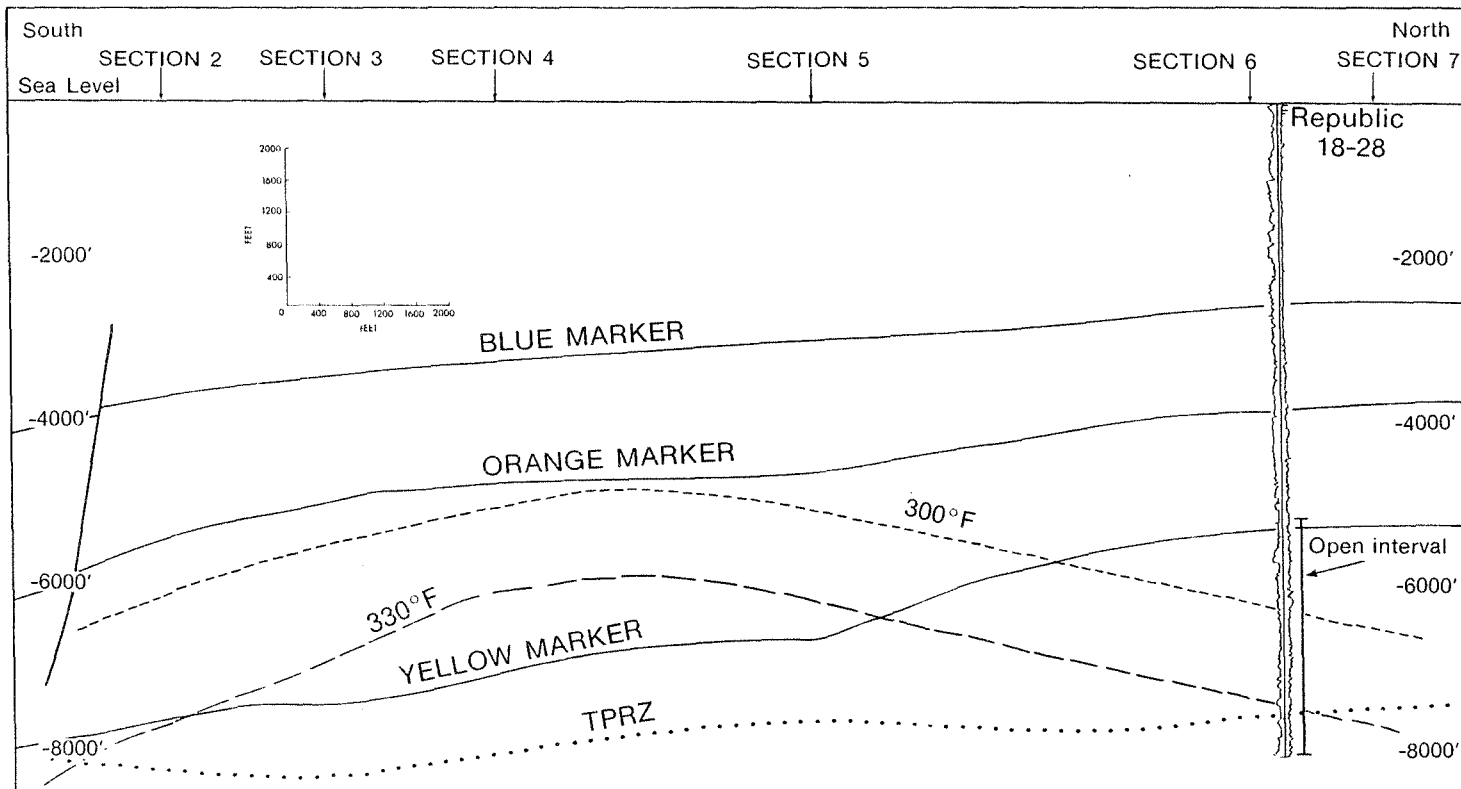 South
North
SECTION 2
SECTION 3
SECTION 4
SECTION 5
SECTION 6
SECTION 7
Sea Level
Republic
18-28
2000
1600
1200
800
400
FEET
0
400
800
1200
1600
2000
FEET
-2000'
-2000'
BLUE MARKER
-4000'
-4000'
ORANGE MARKER
300°F
Open interval
-6000'
-6000'
330°F
YELLOW MARKER
TPRZ
-8000'
-8000'